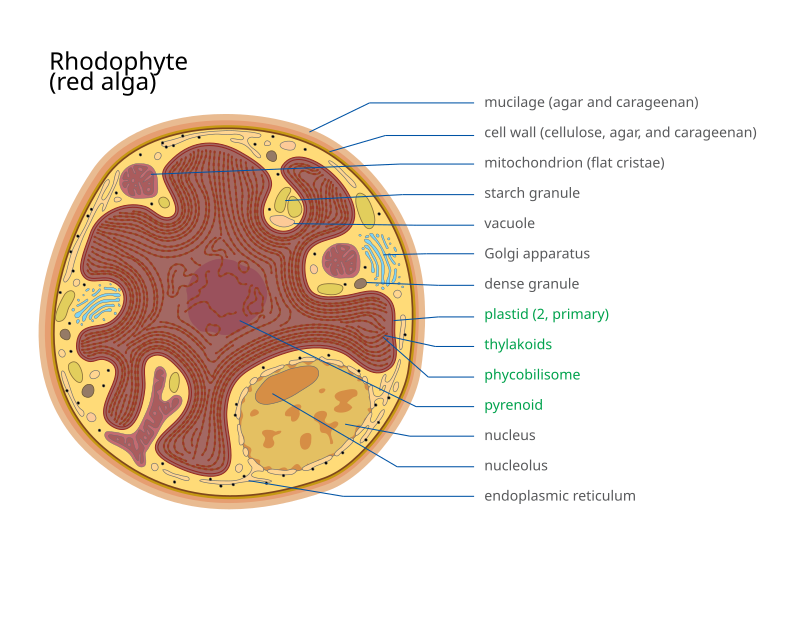 Rhodophyte
(red alga)
mucilage (agar and carageenan)
cell wall (cellulose, agar, and carageenan)
mitochondrion (flat cristae)
starch granule
vacuole
Golgi apparatus
dense granule
plastid (2, primary)
thylakoids
phycobilisome
pyrenoid
nucleus
nucleolus
endoplasmic reticulum